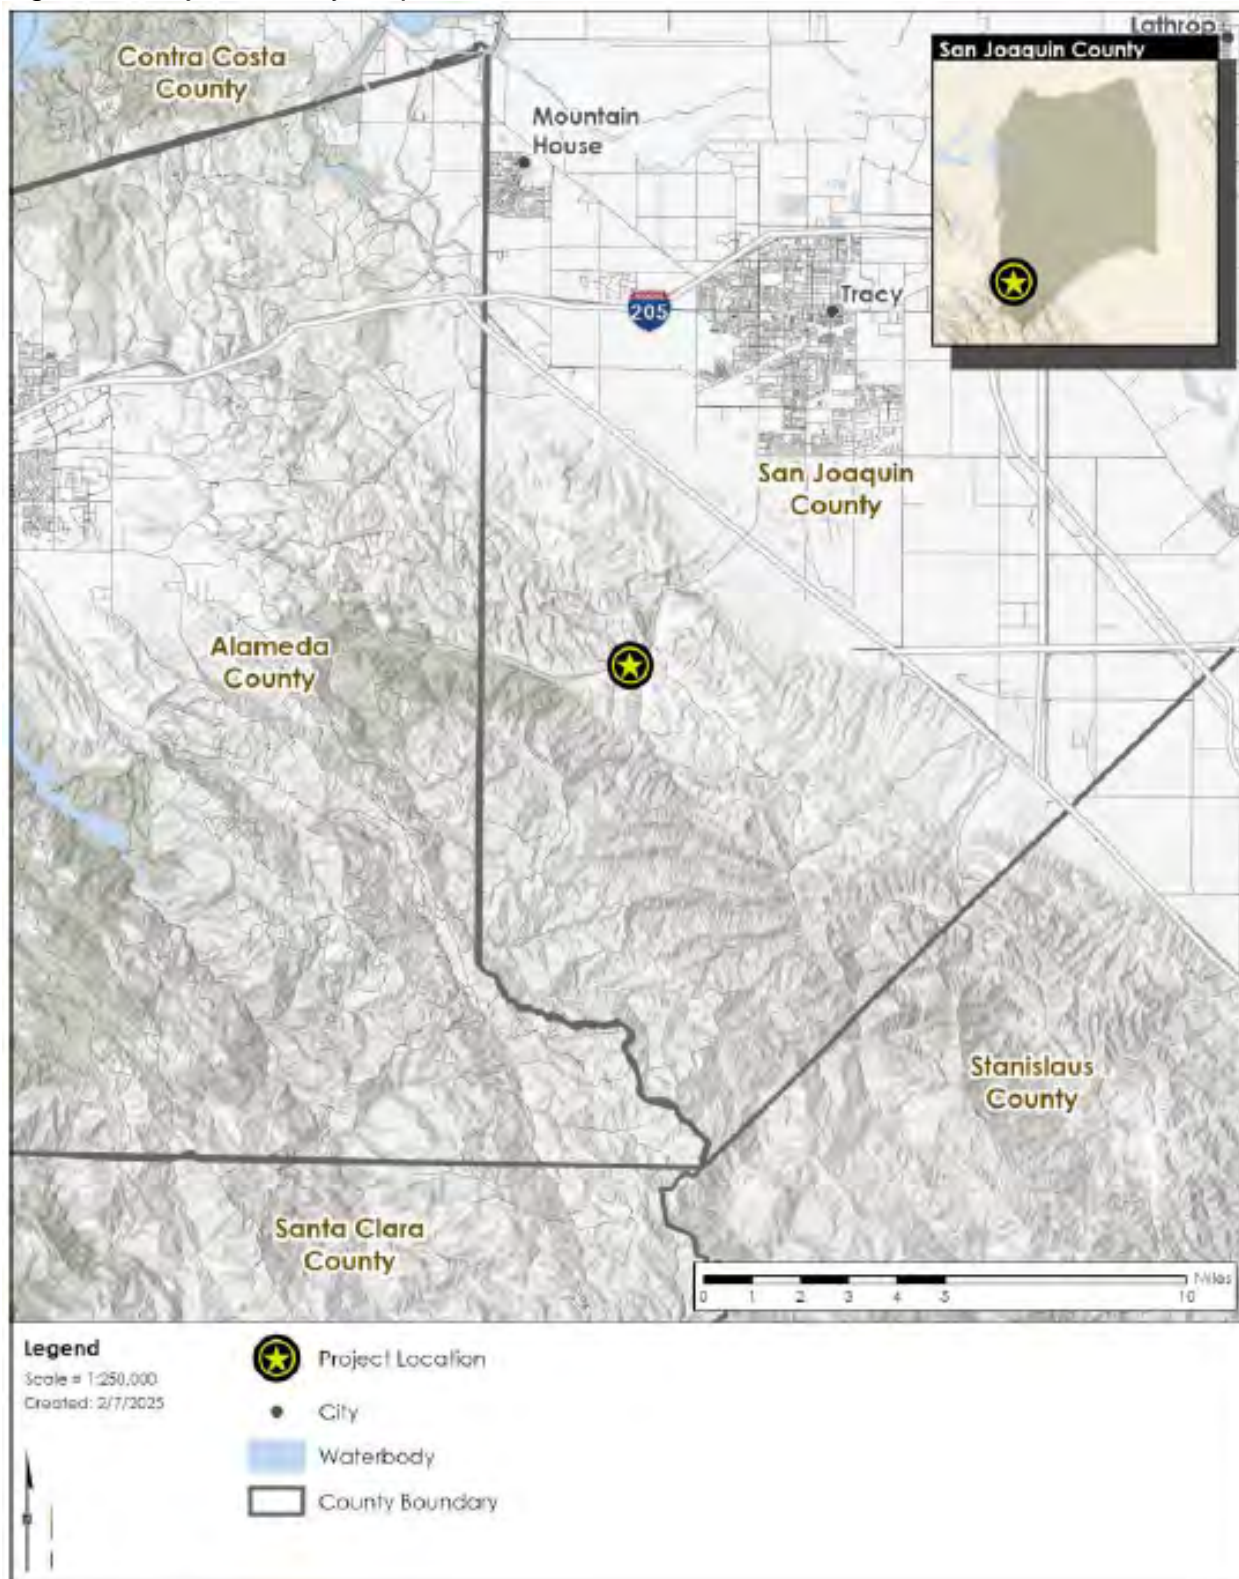 Contra Costa
County
Lathrop
San Joaquin County
Mountain
House
205
Tracy
San Joaquin
County
Alameda
County
Stanislaus
County
Santa Clara
County
Miles
0 1 2 3 4 5 10
Legend
Scale = 1:250,000
Created: 2/7/2025
Project Location
City
Waterbody
County Boundary